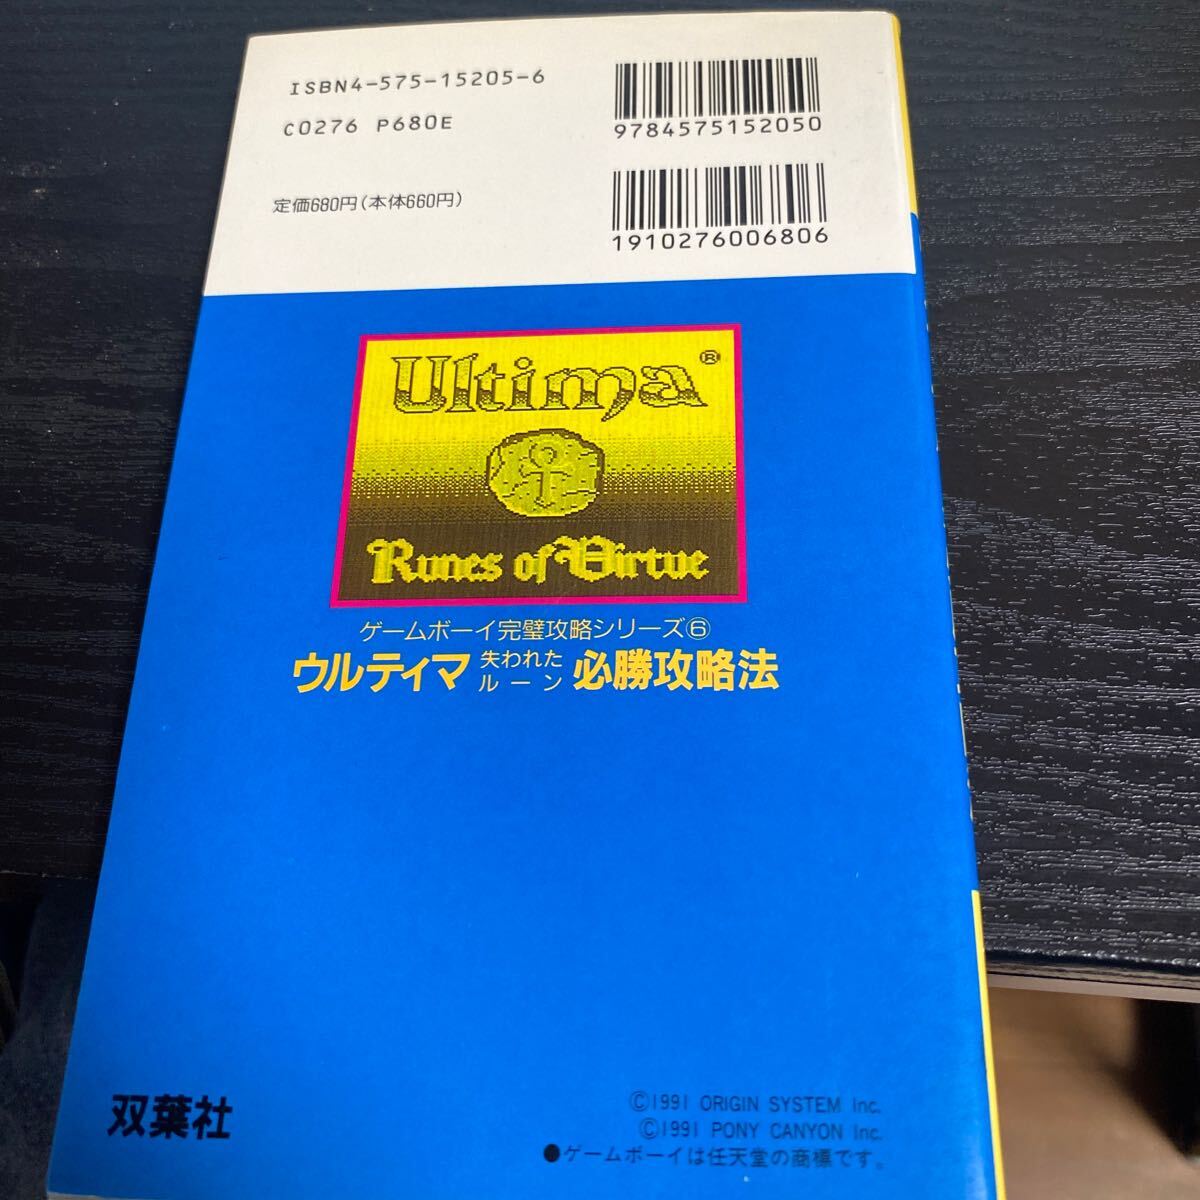 ISBN4-575-15205-6
C0276 P680E
定価680円(本体660円)
9784575152050
1910276006806
Ultima®
Runes of Virtue
ゲームボーイ完璧攻略シリーズ⑥
ウルティマ 失われたルーン 必勝攻略法
双葉社
©1991 ORIGIN SYSTEM Inc.
©1991 PONY CANYON Inc.
●ゲームボーイは任天堂の商標です。